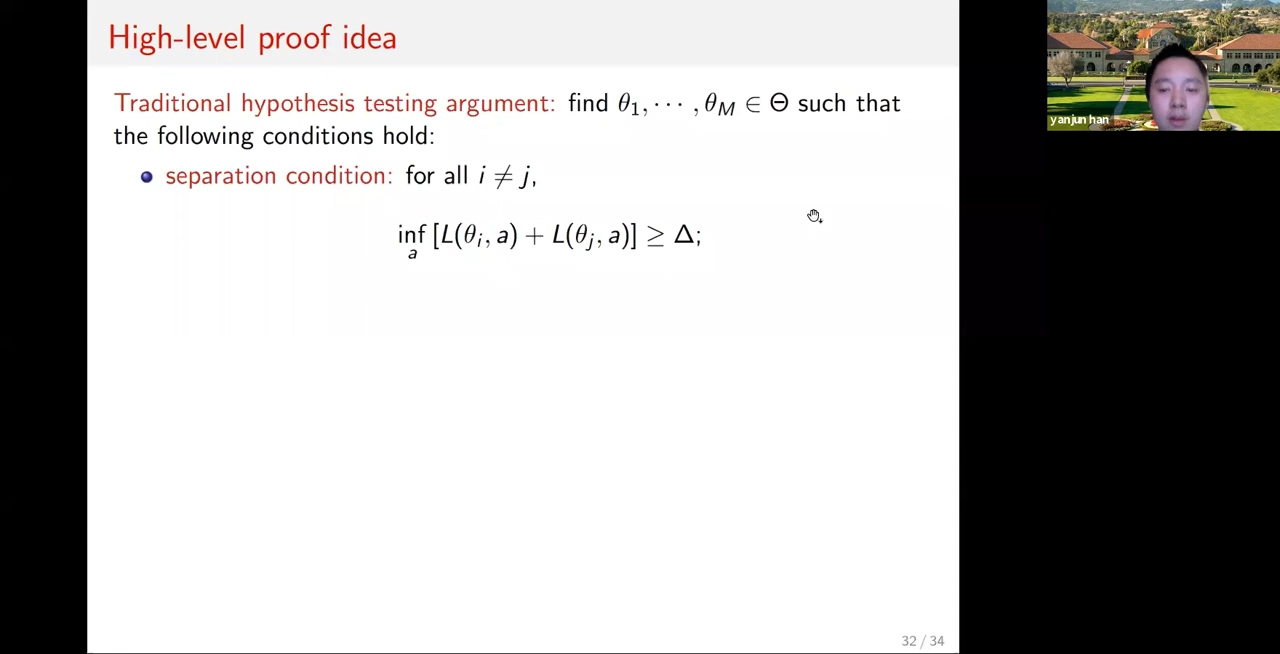 High-level proof idea
Traditional hypothesis testing argument: find θ₁, ⋯ , θ_M ∈ Θ such that
the following conditions hold:
separation condition: for all i ≠ j,
inf_a [L(θ_i, a) + L(θ_j, a)] ≥ Δ;
32 / 34
yanjun han